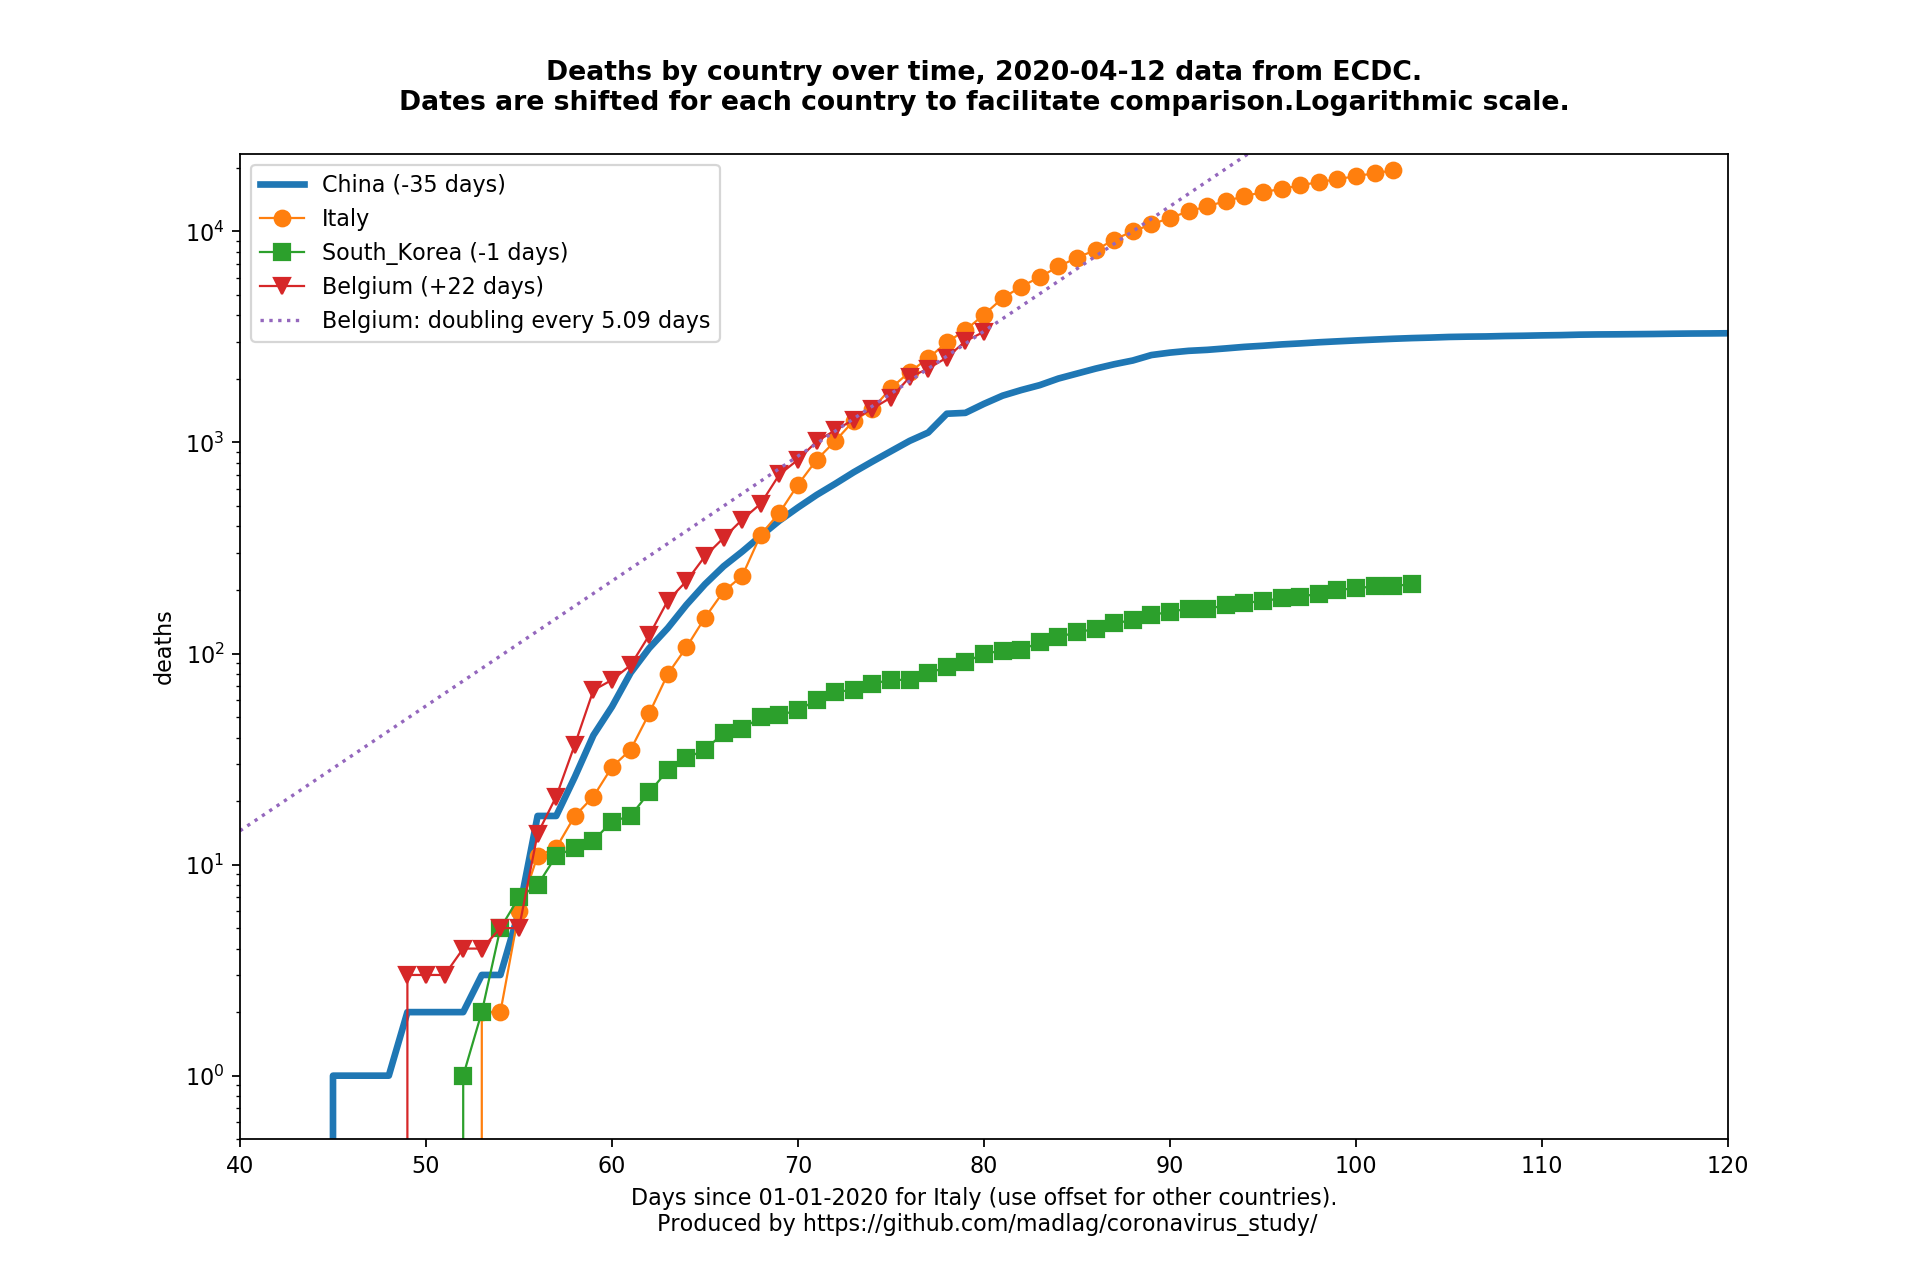 Deaths by country over time, 2020-04-12 data from ECDC.
Dates are shifted for each country to facilitate comparison.Logarithmic scale.
China (-35 days)
Italy
South_Korea (-1 days)
Belgium (+22 days)
Belgium: doubling every 5.09 days
deaths
10⁴
10³
10²
10¹
10⁰
40 50 60 70 80 90 100 110 120
Days since 01-01-2020 for Italy (use offset for other countries).
Produced by https://github.com/madlag/coronavirus_study/